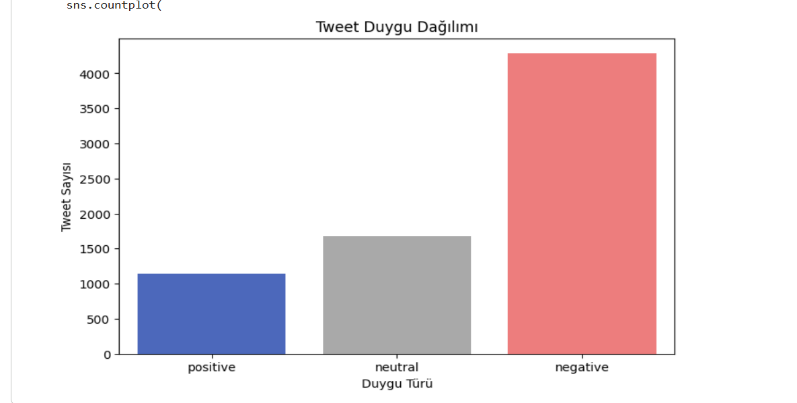 sns.countplot(
Tweet Duygu Dağılımı
4000
3500
3000
2500
2000
1500
1000
500
0
Tweet Sayısı
positive neutral negative
Duygu Türü